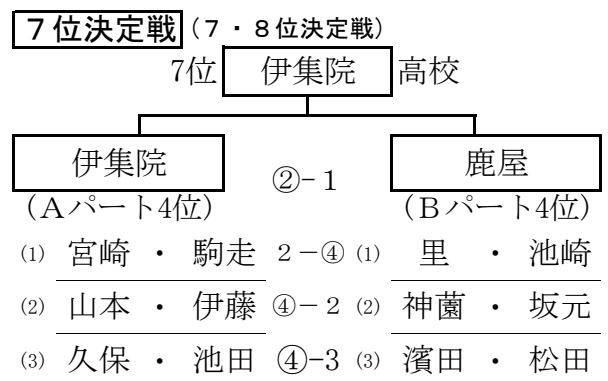 ７位決定戦（７・８位決定戦）
7位 伊集院 高校
伊集院 ②-１ 鹿屋
（Ａパート4位） （Ｂパート4位）
(1) 宮崎 ・ 駒走 ２－④ (1) 里 ・ 池崎
(2) 山本 ・ 伊藤 ④－２ (2) 神薗 ・ 坂元
(3) 久保 ・ 池田 ④-3 (3) 濱田 ・ 松田